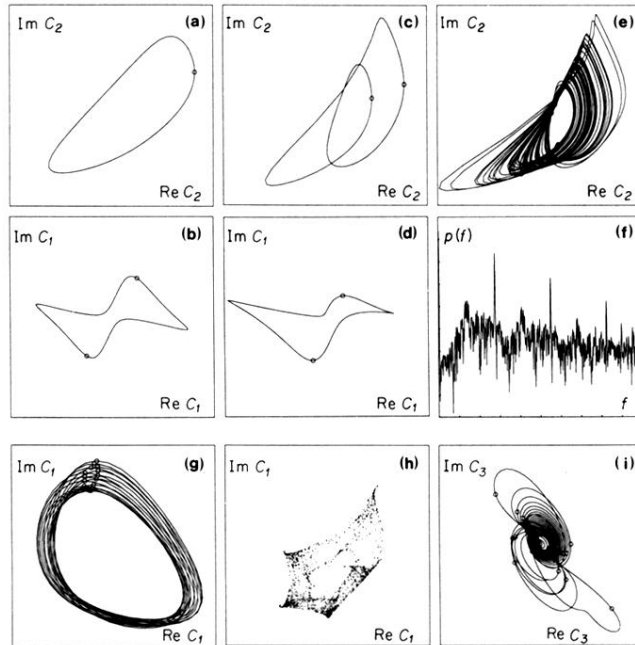 Im C₂ (a)
Re C₂
Im C₂ (c)
Re C₂
Im C₂ (e)
Re C₂
Im C₁ (b)
Re C₁
Im C₁ (d)
Re C₁
p(f) (f)
f
Im C₁ (g)
Re C₁
Im C₁ (h)
Re C₁
Im C₃ (i)
Re C₃